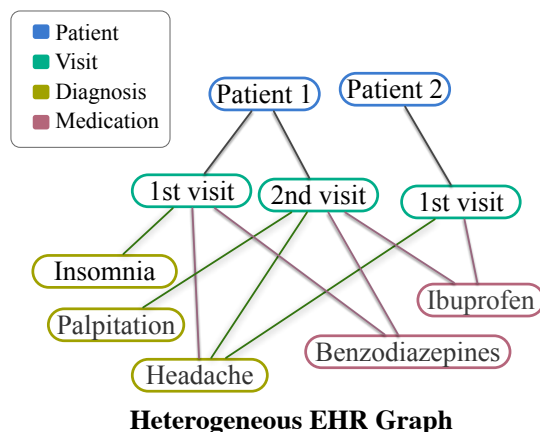 Patient
Visit
Diagnosis
Medication
Patient 1
Patient 2
1st visit
2nd visit
1st visit
Insomnia
Palpitation
Headache
Ibuprofen
Benzodiazepines
Heterogeneous EHR Graph